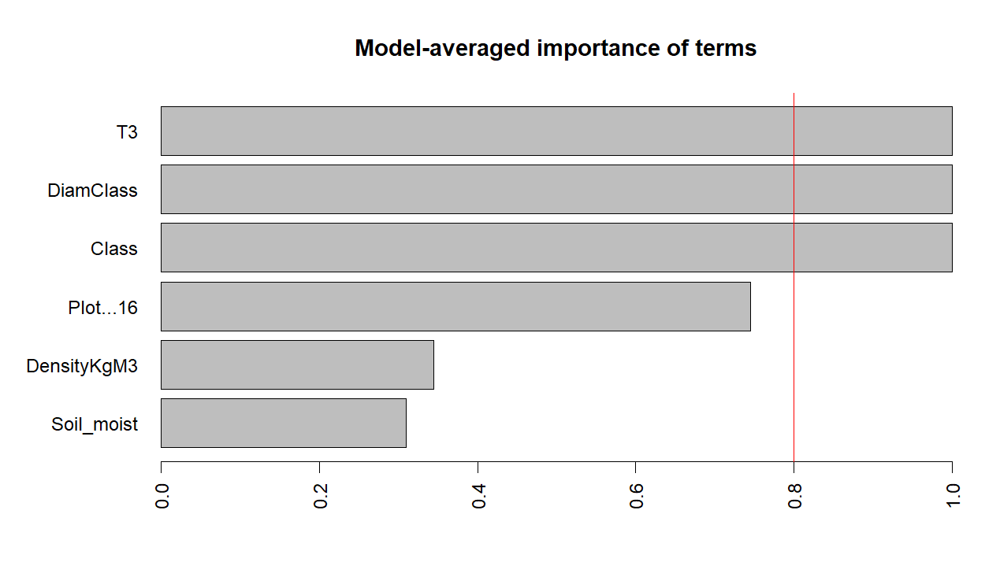 Model-averaged importance of terms
T3
DiamClass
Class
Plot...16
DensityKgM3
Soil_moist
0.0
0.2
0.4
0.6
0.8
1.0